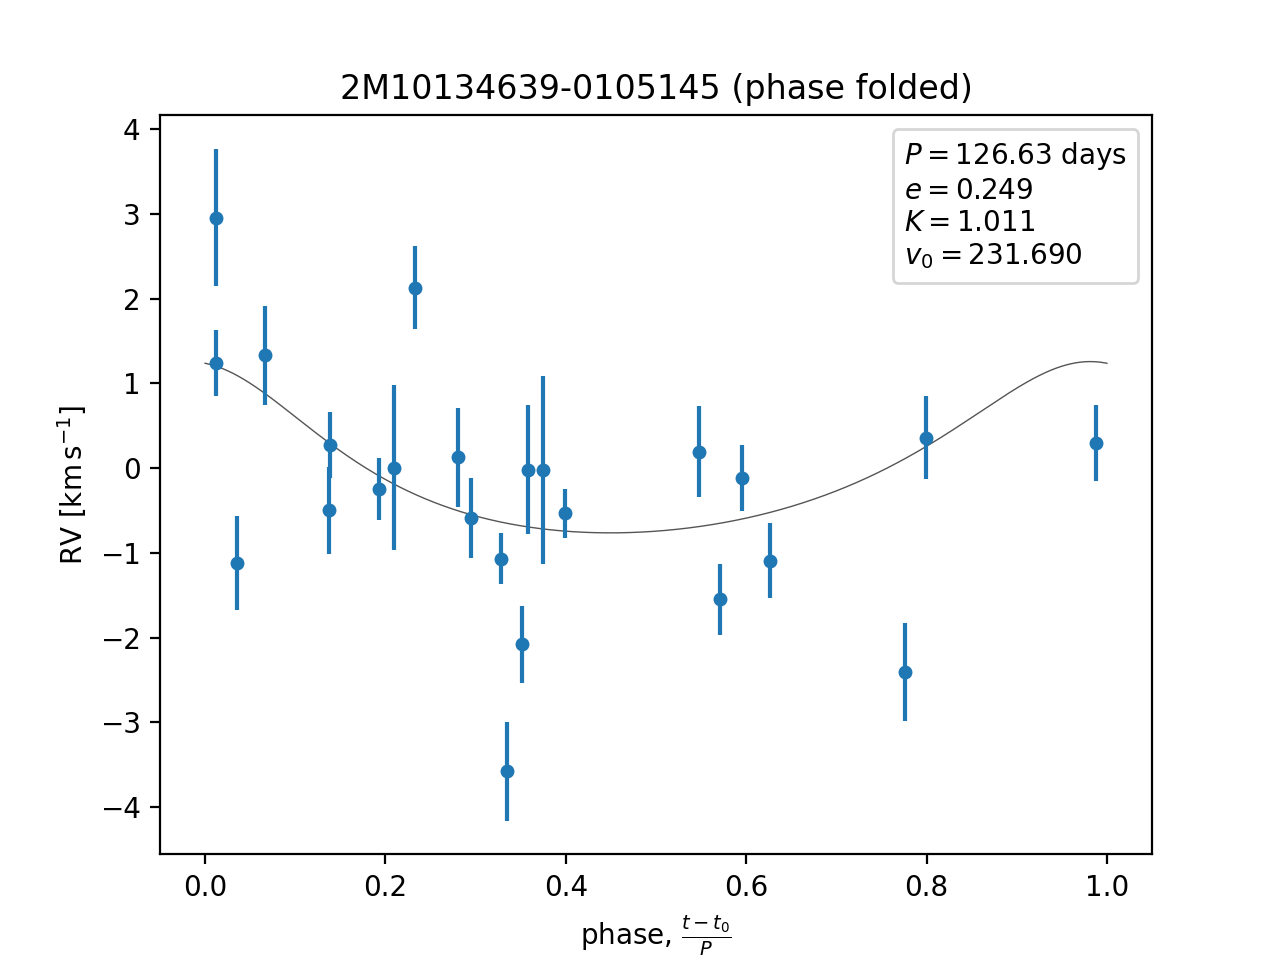 2M10134639-0105145 (phase folded)
P = 126.63 days
e = 0.249
K = 1.011
v₀ = 231.690
RV [km s⁻¹]
4
3
2
1
0
−1
−2
−3
−4
0.0 0.2 0.4 0.6 0.8 1.0
phase, (t − t₀)/P